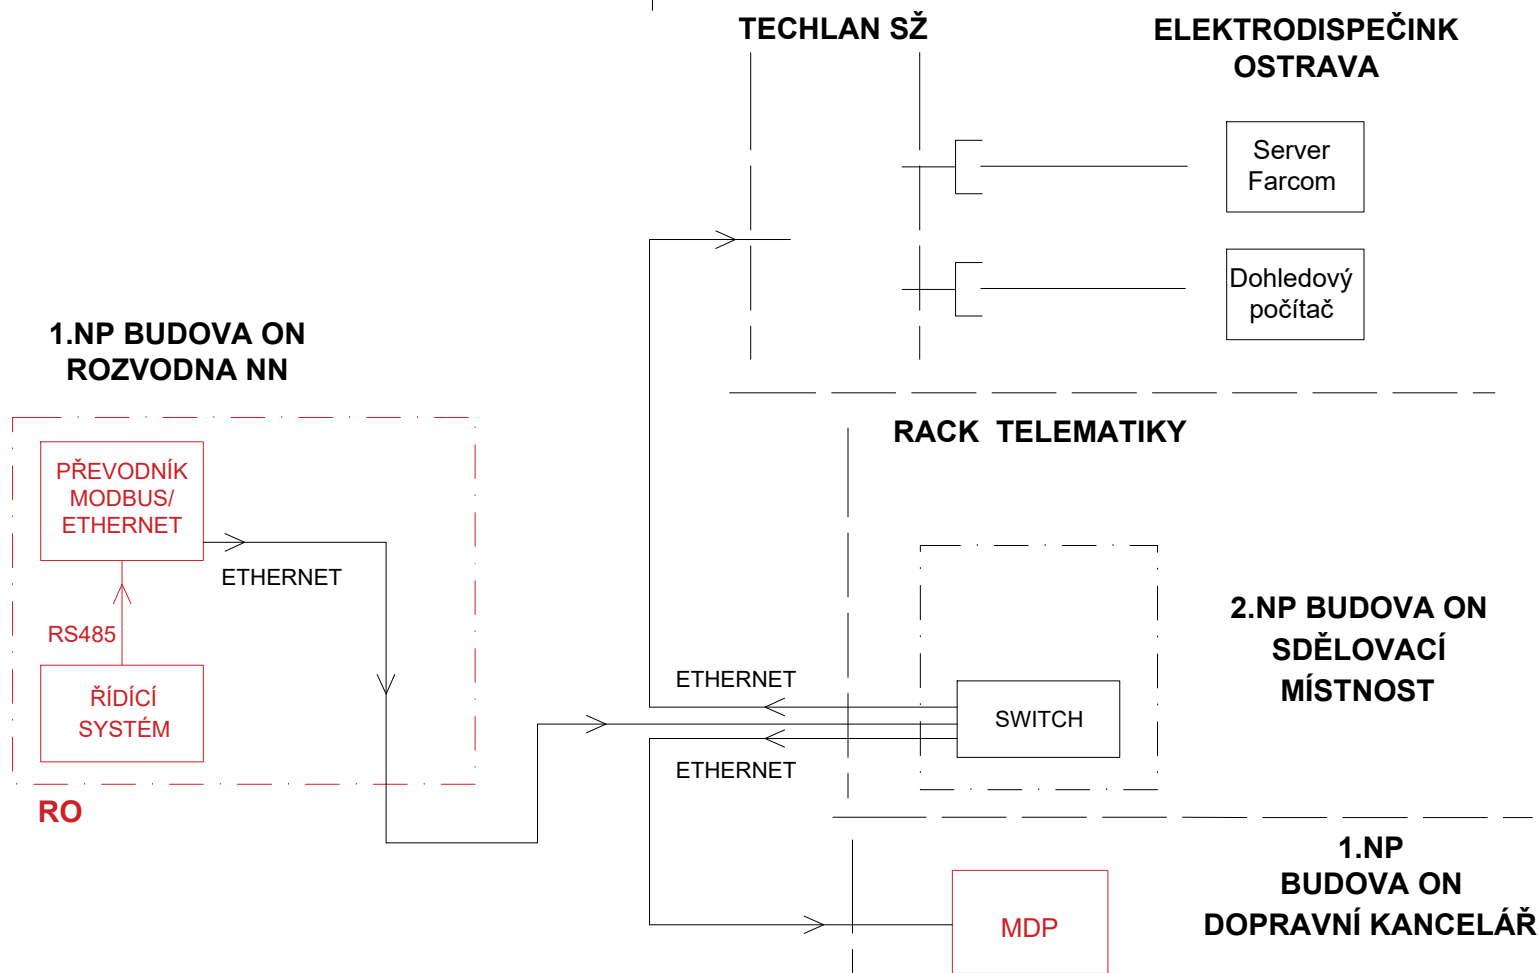 TECHLAN SŽ
ELEKTRODISPEČINK
OSTRAVA
Server
Farcom
Dohledový
počítač
1.NP BUDOVA ON
ROZVODNA NN
RACK TELEMATIKY
PŘEVODNÍK
MODBUS/
ETHERNET
ETHERNET
RS485
ŘÍDÍCÍ
SYSTÉM
RO
2.NP BUDOVA ON
SDĚLOVACÍ
MÍSTNOST
ETHERNET
SWITCH
ETHERNET
1.NP
BUDOVA ON
DOPRAVNÍ KANCELÁŘ
MDP